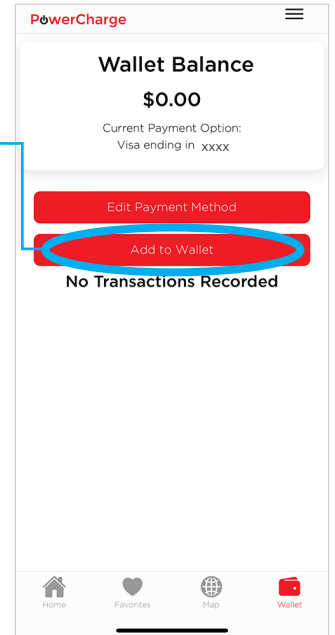 PowerCharge
Wallet Balance
$0.00
Current Payment Option:
Visa ending in xxxx
Edit Payment Method
Add to Wallet
No Transactions Recorded
Home
Favorites
Map
Wallet